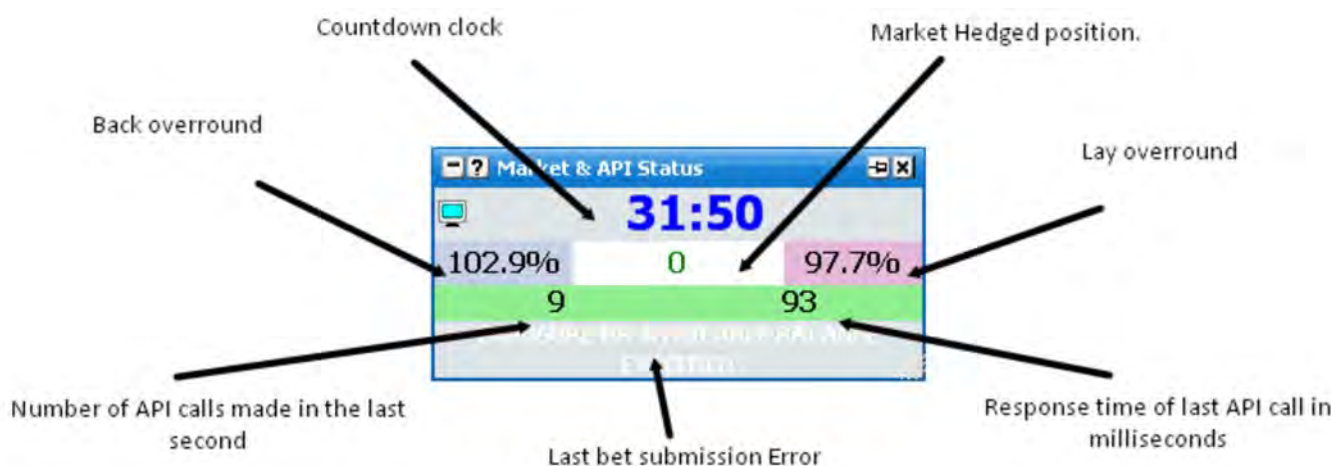 Countdown clock
Market Hedged position.
Back overround
Lay overround
Market & API Status
31:50
102.9% 0 97.7%
9 93
Number of API calls made in the last
second
Response time of last API call in
milliseconds
Last bet submission Error